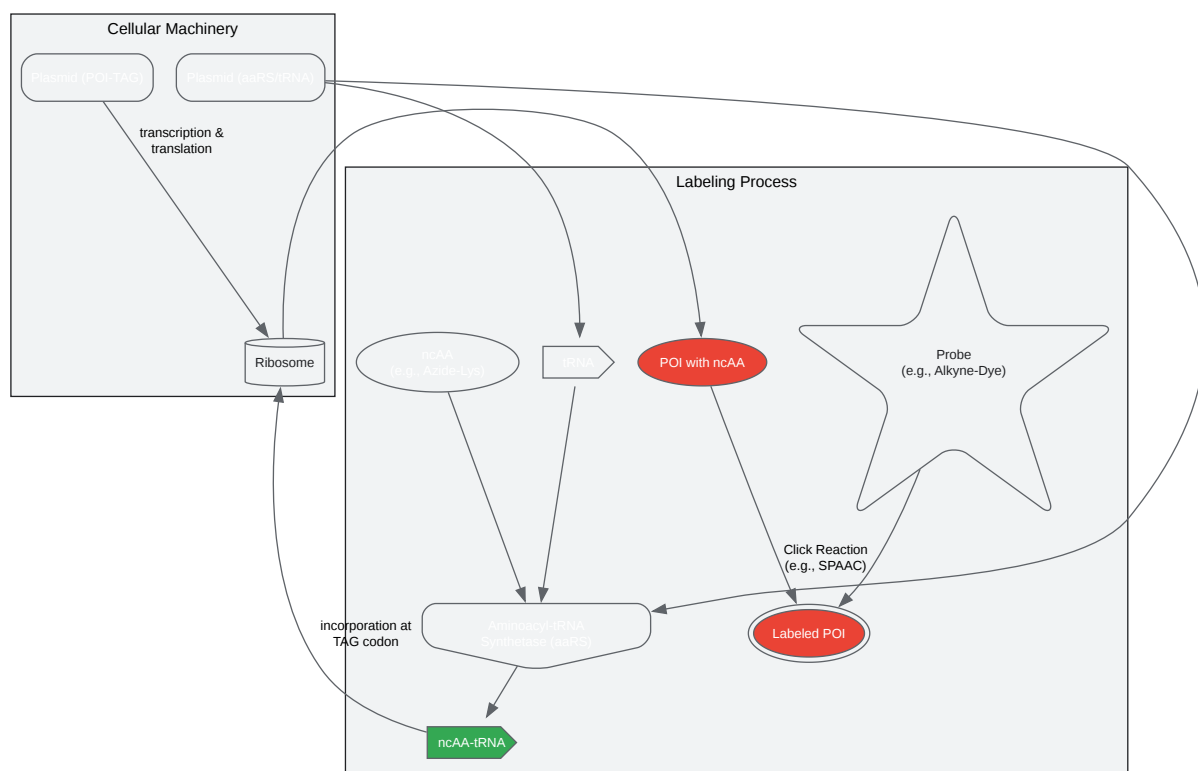 Cellular Machinery
Plasmid (POI-TAG)
Plasmid (aaRS/tRNA)
transcription &
translation
Labeling Process
Ribosome
ncAA
(e.g., Azide-Lys)
tRNA
POI with ncAA
Probe
(e.g., Alkyne-Dye)
Click Reaction
(e.g., SPAAC)
incorporation at
TAG codon
Aminoacyl-tRNA
Synthetase (aaRS)
Labeled POI
ncAA-tRNA